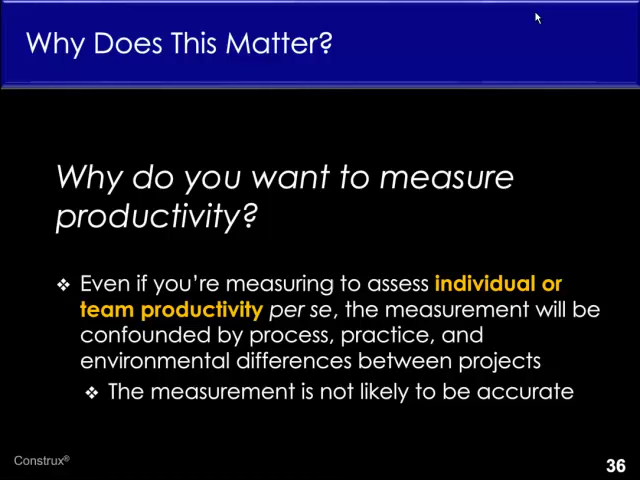 Why Does This Matter?
Why do you want to measure
productivity?
❖ Even if you're measuring to assess individual or
team productivity per se, the measurement will be
confounded by process, practice, and
environmental differences between projects
❖ The measurement is not likely to be accurate
Construx®
36